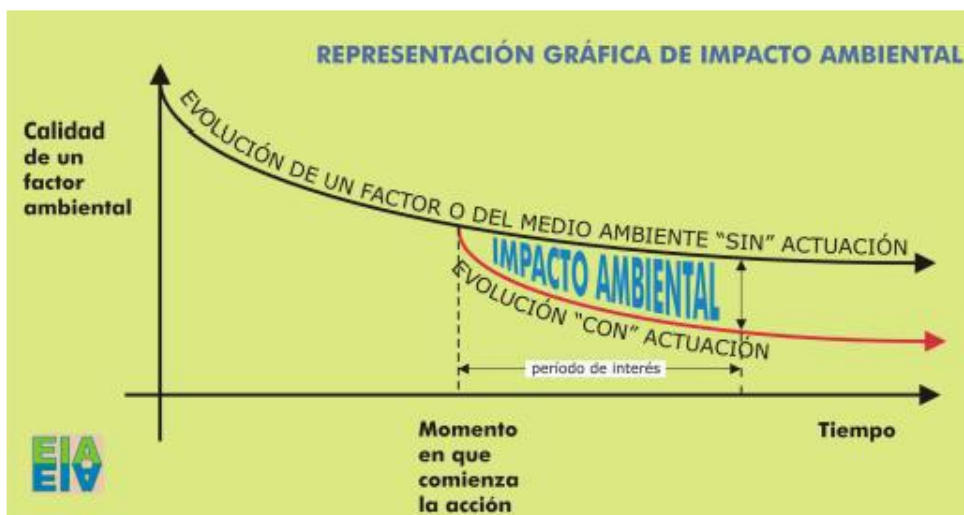 REPRESENTACIÓN GRÁFICA DE IMPACTO AMBIENTAL
Calidad
de un
factor
ambiental
EVOLUCIÓN DE UN FACTOR O DEL MEDIO AMBIENTE "SIN" ACTUACIÓN
IMPACTO AMBIENTAL
EVOLUCIÓN "CON" ACTUACIÓN
período de interés
Momento
en que
comienza
la acción
Tiempo
EIA
EIA